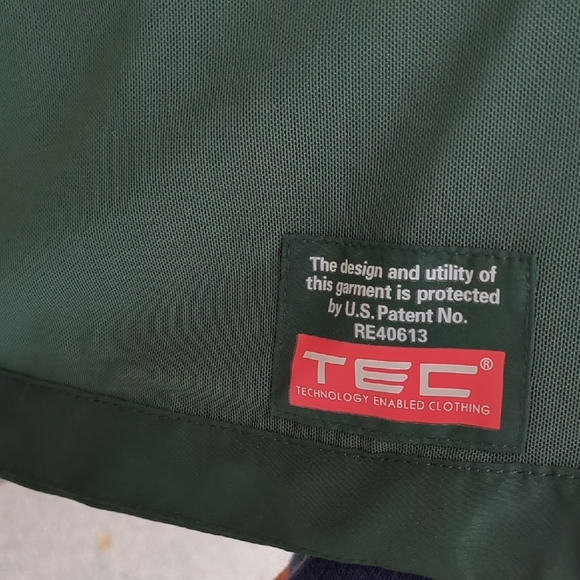 The design and utility of
this garment is protected
by U.S. Patent No.
RE40613
TEC®
TECHNOLOGY ENABLED CLOTHING